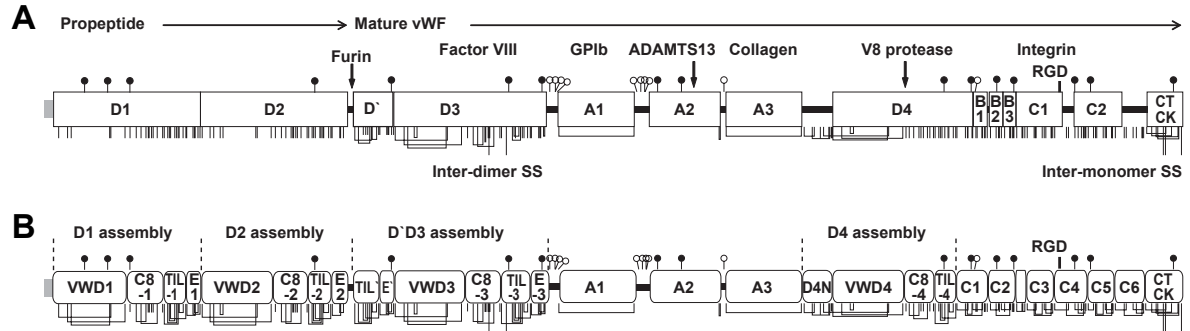 A
Propeptide Mature vWF
Furin Factor VIII GPIb ADAMTS13 Collagen V8 protease Integrin
RGD
D1 D2 D` D3 A1 A2 A3 D4 B1 B2 B3 C1 C2 CT CK
Inter-dimer SS Inter-monomer SS
B
D1 assembly D2 assembly D`D3 assembly D4 assembly
RGD
VWD1 C8-1 TIL-1 E1 VWD2 C8-2 TIL-2 E2 TIL` E` VWD3 C8-3 TIL-3 E-3 A1 A2 A3 D4N VWD4 C8-4 TIL-4 C1 C2 C3 C4 C5 C6 CT CK